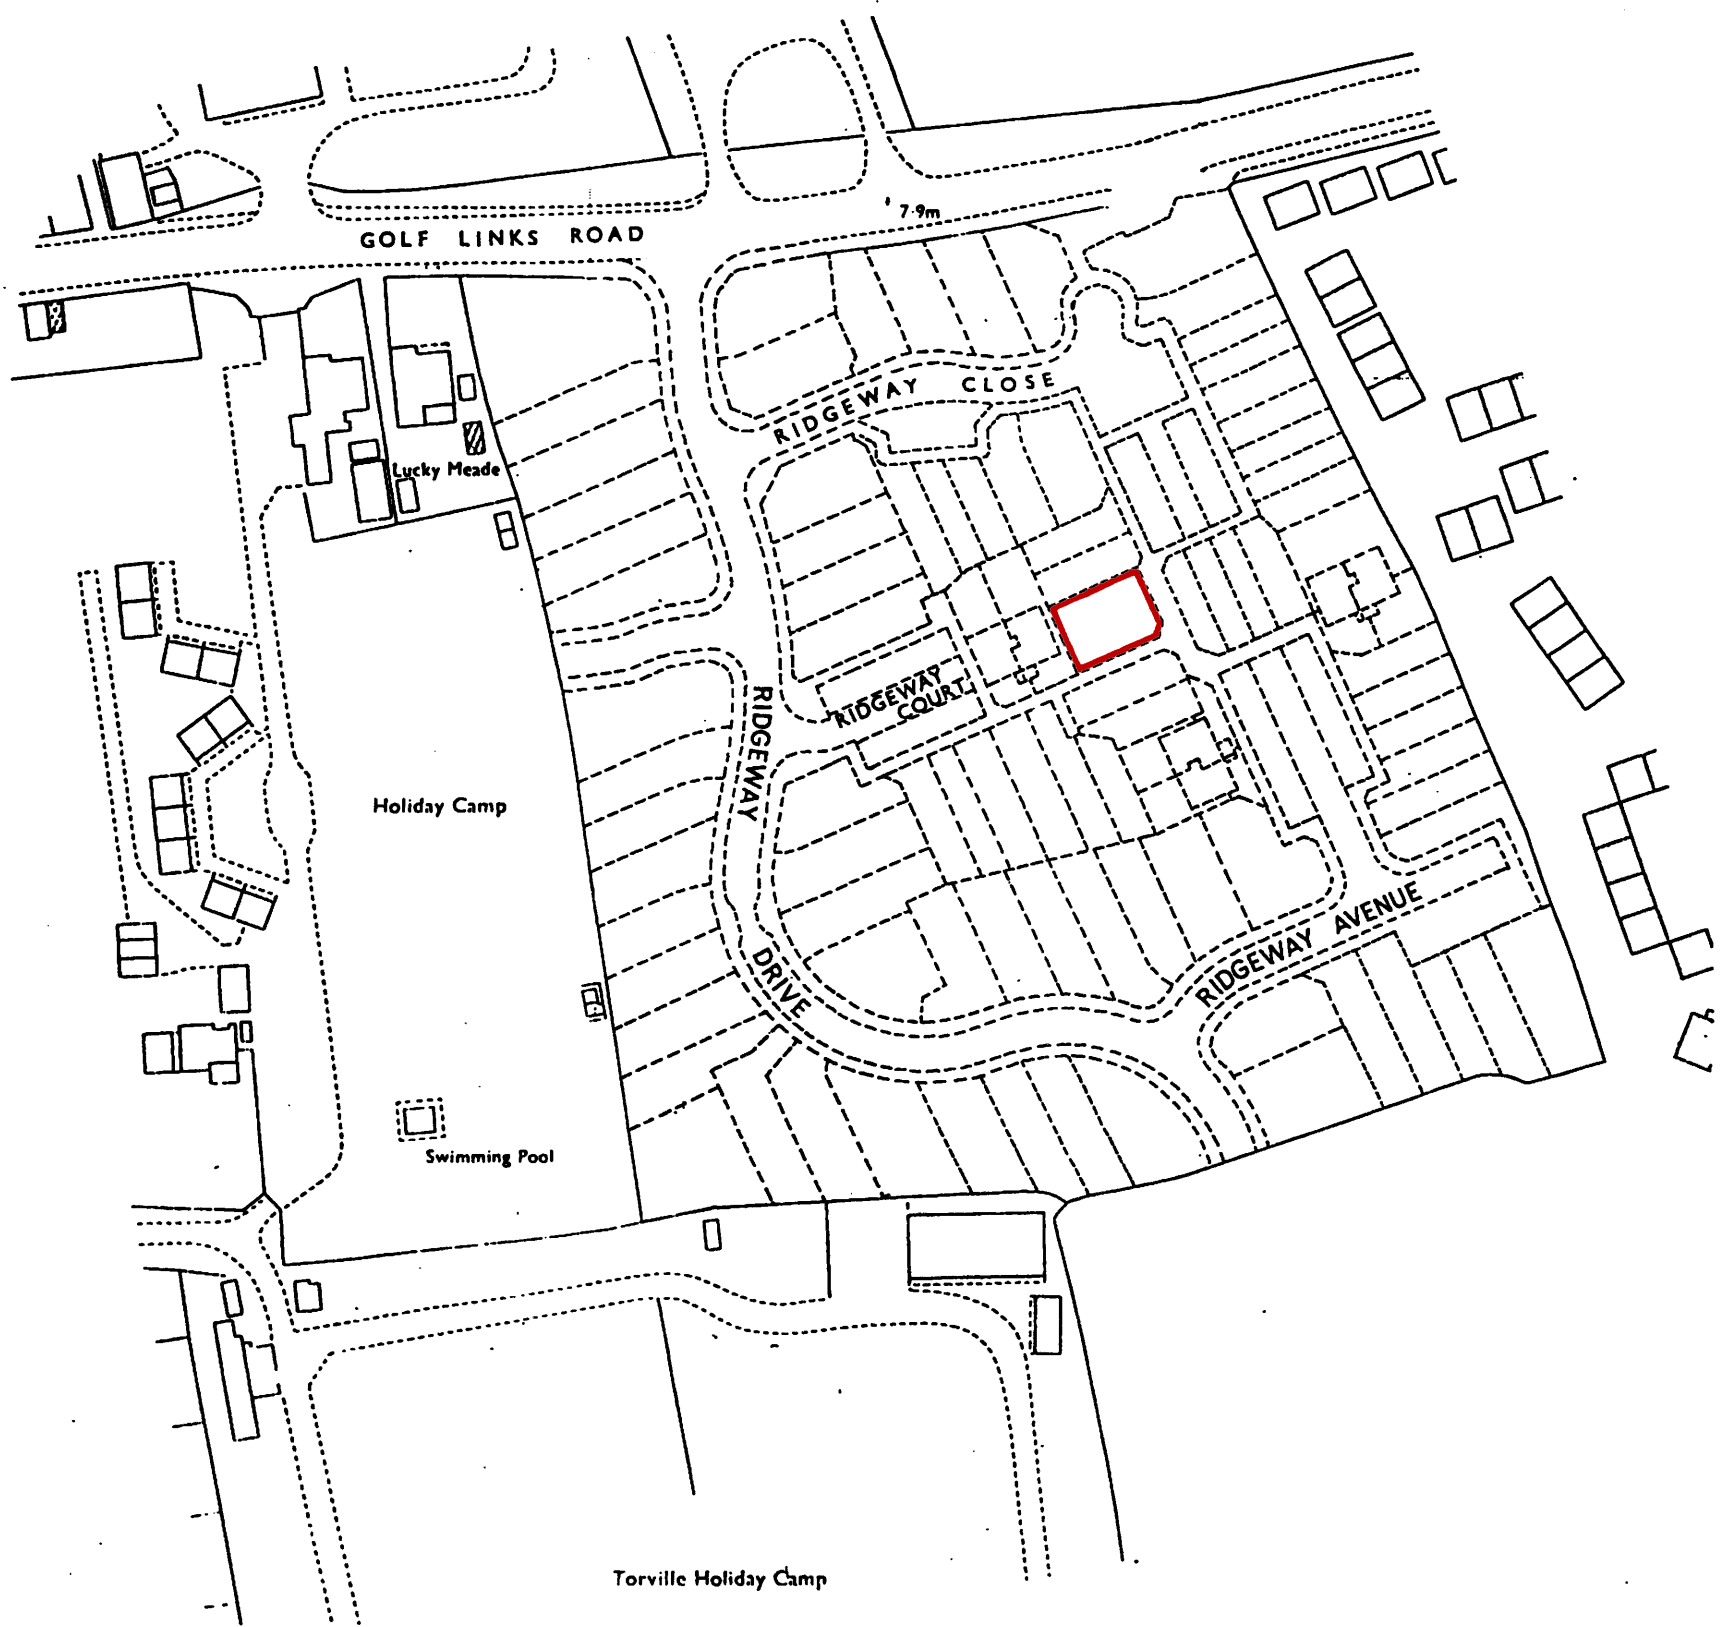 7·9m
GOLF LINKS ROAD
RIDGEWAY CLOSE
Lucky Meade
RIDGEWAY
COURT
RIDGEWAY
DRIVE
Holiday Camp
RIDGEWAY AVENUE
Swimming Pool
Torville Holiday Camp